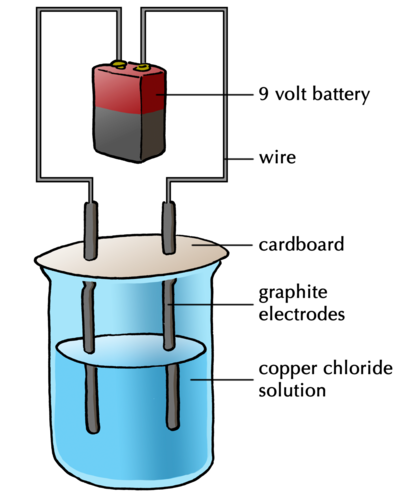 9 volt battery
wire
cardboard
graphite
electrodes
copper chloride
solution